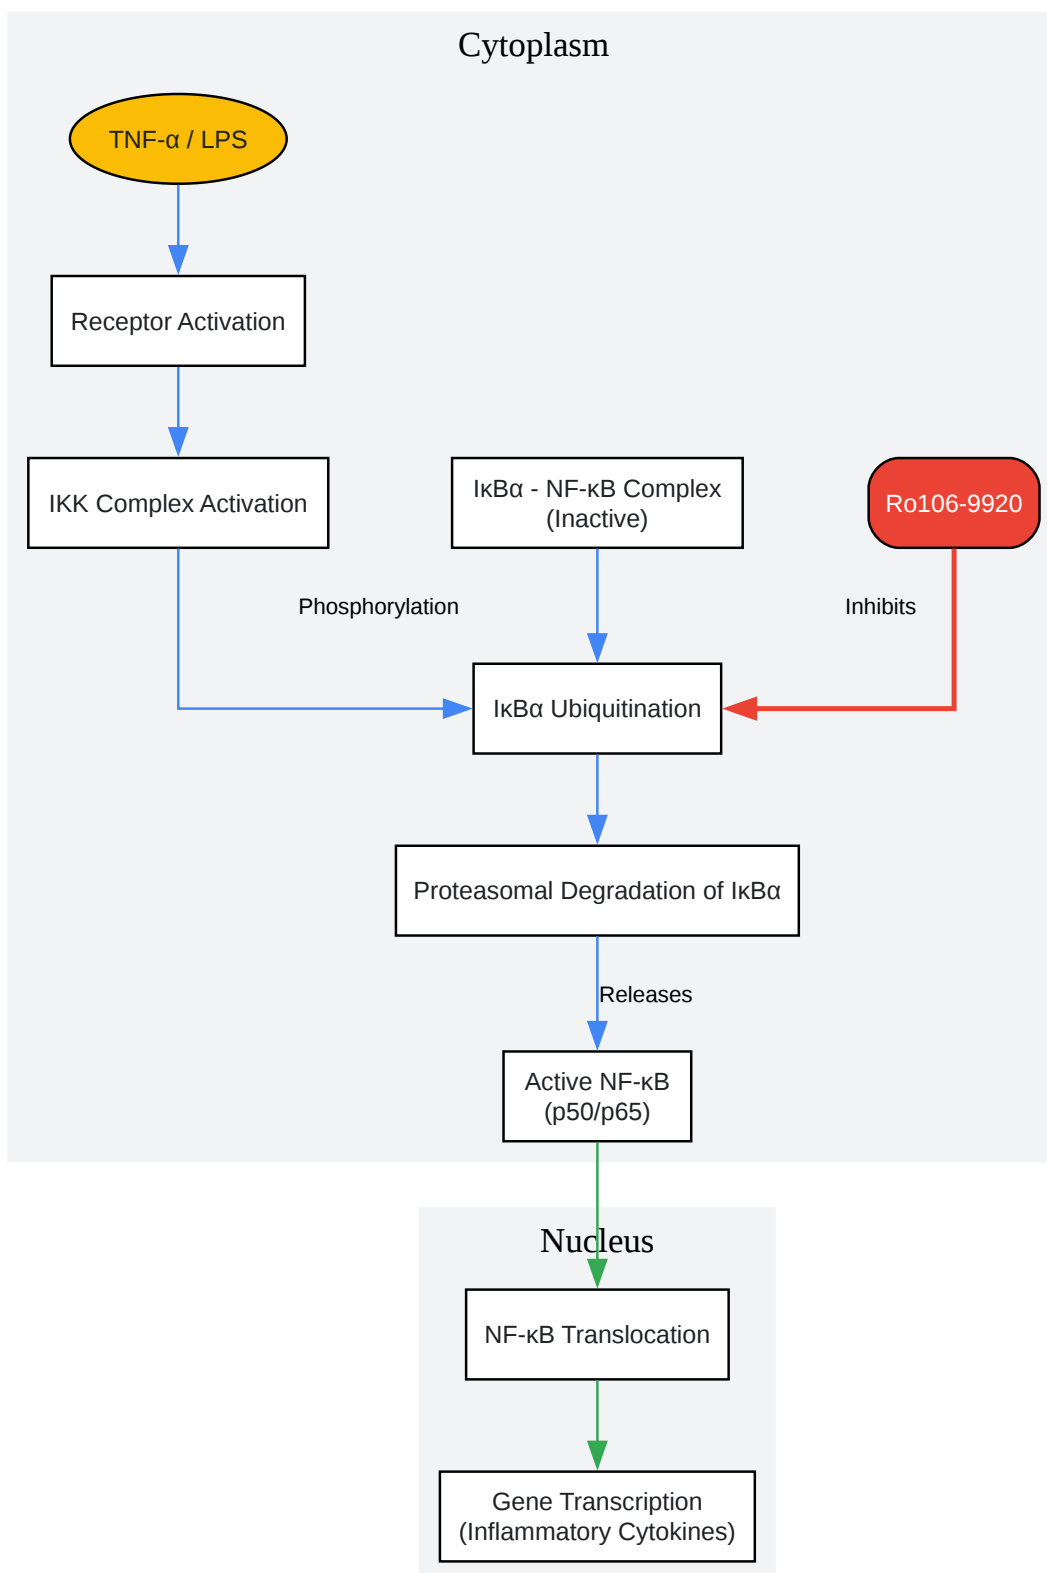 Cytoplasm
TNF-α / LPS
Receptor Activation
IKK Complex Activation
IκBα - NF-κB Complex
(Inactive)
Ro106-9920
Phosphorylation
Inhibits
IκBα Ubiquitination
Proteasomal Degradation of IκBα
Releases
Active NF-κB
(p50/p65)
Nucleus
NF-κB Translocation
Gene Transcription
(Inflammatory Cytokines)